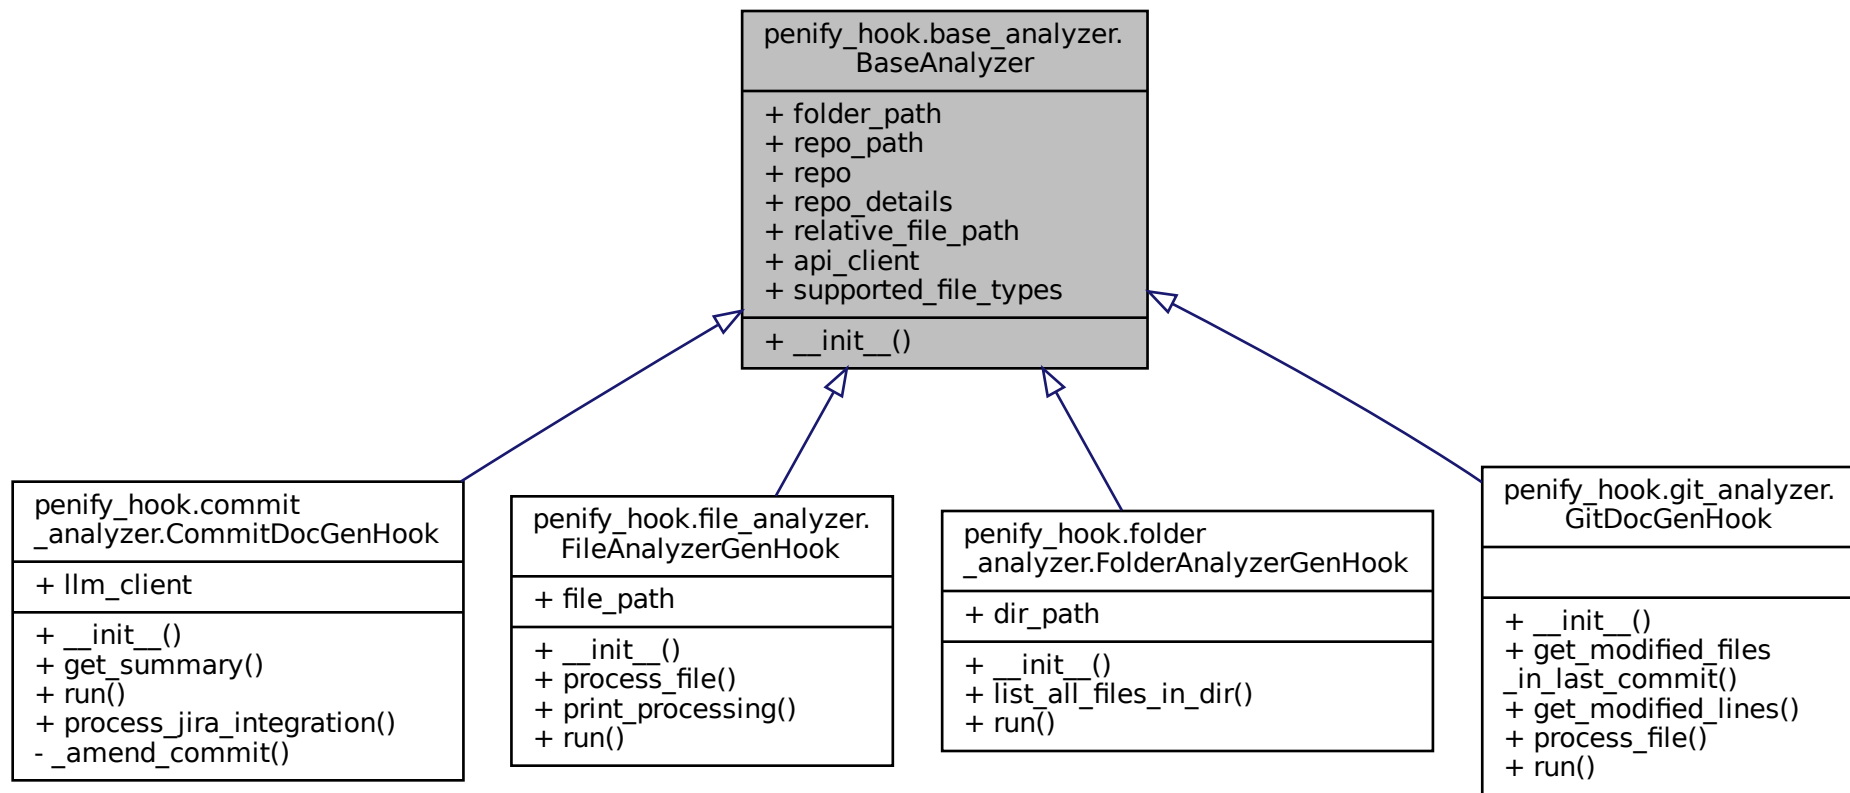 penify_hook.base_analyzer.
BaseAnalyzer
+ folder_path
+ repo_path
+ repo
+ repo_details
+ relative_file_path
+ api_client
+ supported_file_types
+ __init__()
penify_hook.commit
_analyzer.CommitDocGenHook
+ llm_client
+ __init__()
+ get_summary()
+ run()
+ process_jira_integration()
- _amend_commit()
penify_hook.file_analyzer.
FileAnalyzerGenHook
+ file_path
+ __init__()
+ process_file()
+ print_processing()
+ run()
penify_hook.folder
_analyzer.FolderAnalyzerGenHook
+ dir_path
+ __init__()
+ list_all_files_in_dir()
+ run()
penify_hook.git_analyzer.
GitDocGenHook
+ __init__()
+ get_modified_files
_in_last_commit()
+ get_modified_lines()
+ process_file()
+ run()